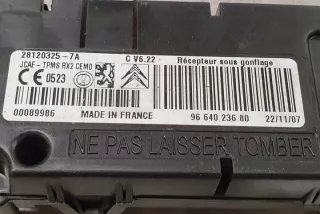 28120325-7A
C V6.22
Récepteur sous gonflage
JCAE-TPMS RX2 CEMO
CE 0523
00089986
MADE IN FRANCE
96 640 236 80
22/11/07
NE PAS LAISSER TOMBER